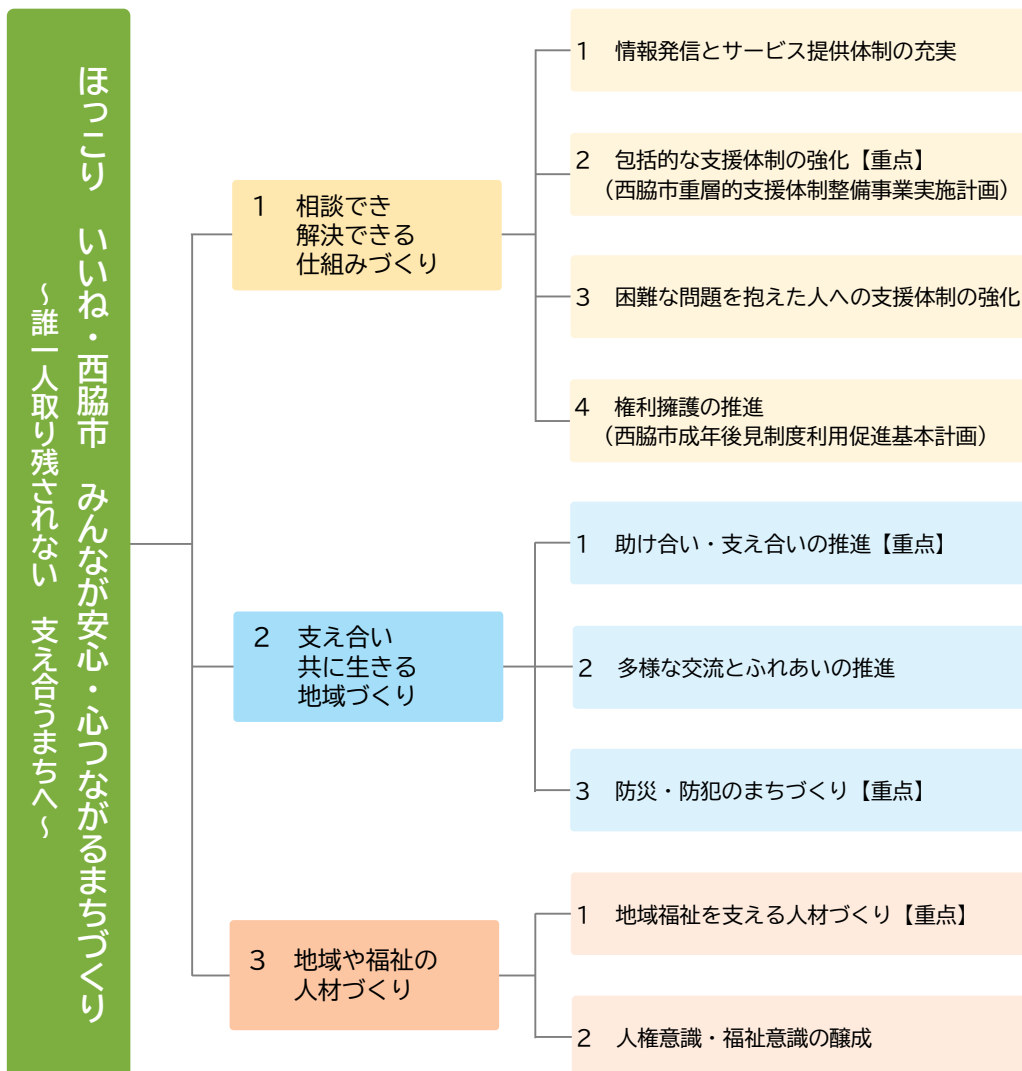 ほっこり　いいね・西脇市　みんなが安心・心つながるまちづくり
～誰一人取り残されない　支え合うまちへ～
1　相談でき
解決できる
仕組みづくり
1　情報発信とサービス提供体制の充実
2　包括的な支援体制の強化【重点】
（西脇市重層的支援体制整備事業実施計画）
3　困難な問題を抱えた人への支援体制の強化
4　権利擁護の推進
（西脇市成年後見制度利用促進基本計画）
2　支え合い
共に生きる
地域づくり
1　助け合い・支え合いの推進【重点】
2　多様な交流とふれあいの推進
3　防災・防犯のまちづくり【重点】
3　地域や福祉の
人材づくり
1　地域福祉を支える人材づくり【重点】
2　人権意識・福祉意識の醸成